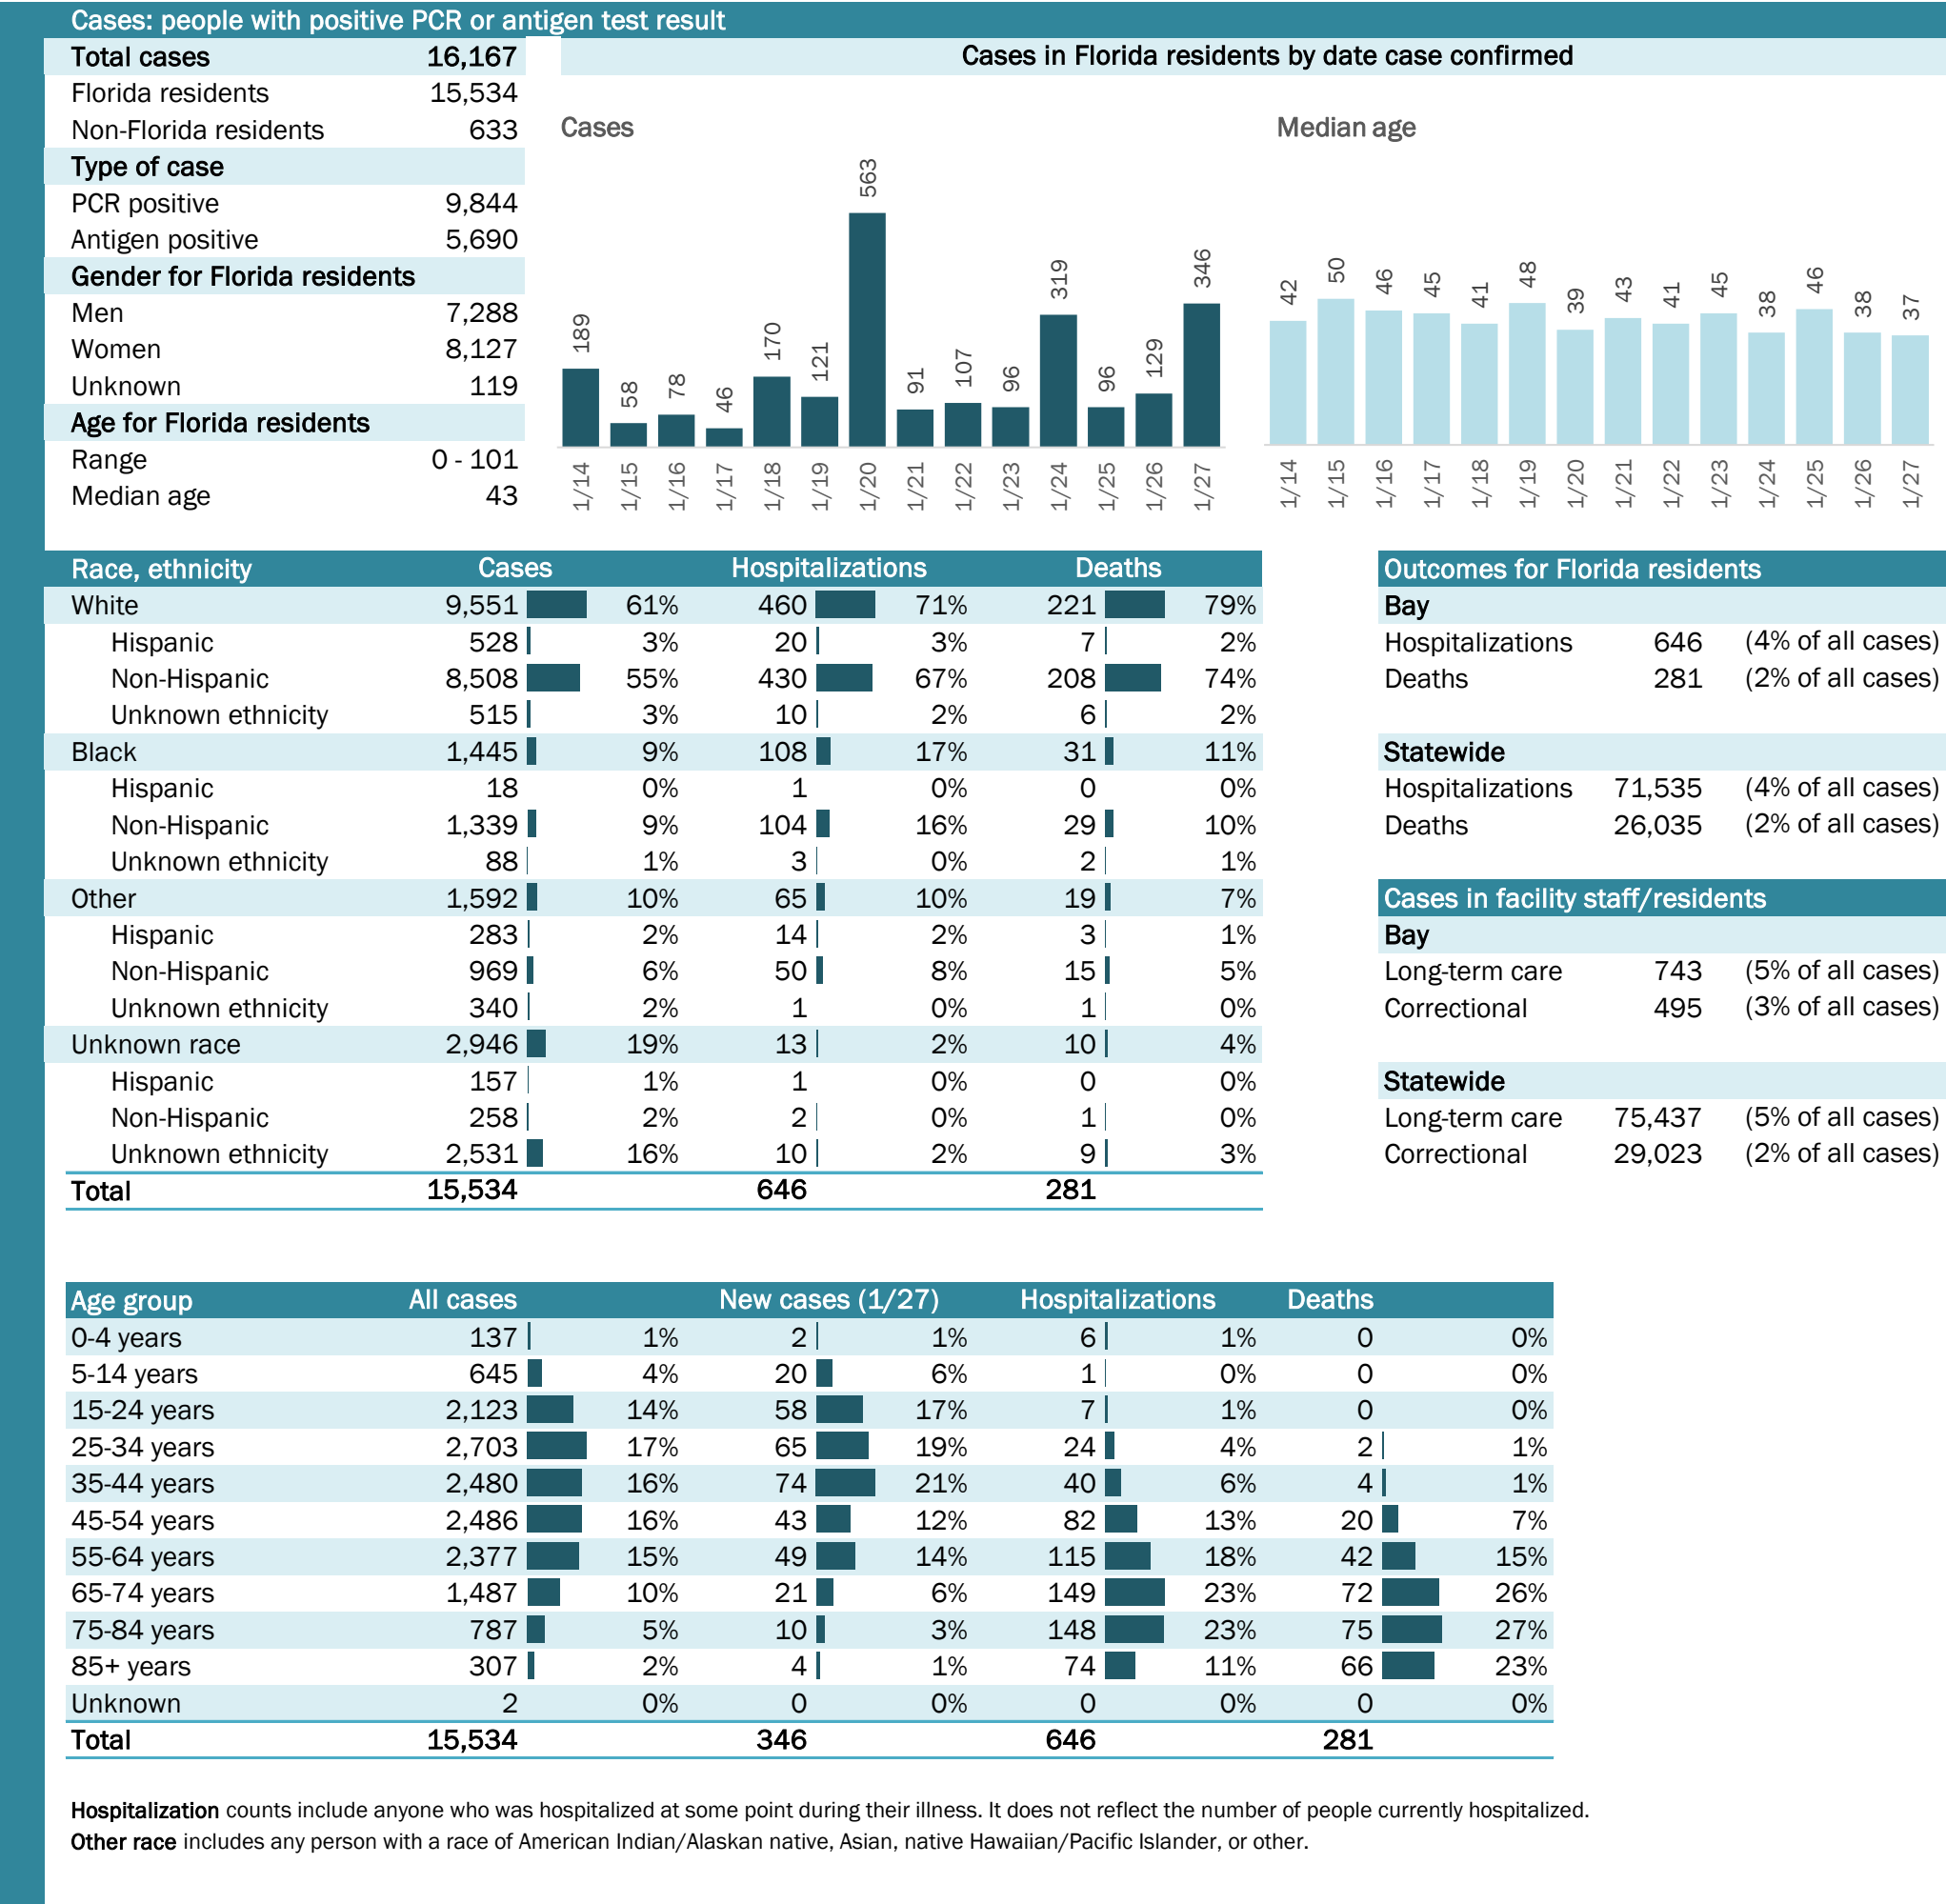 Cases: people with positive PCR or antigen test result
Total cases 16,167
Florida residents 15,534
Non-Florida residents 633
Type of case
PCR positive 9,844
Antigen positive 5,690
Gender for Florida residents
Men 7,288
Women 8,127
Unknown 119
Age for Florida residents
Range 0 - 101
Median age 43
Cases in Florida residents by date case confirmed
Cases
189 58 78 46 170 121 563 91 107 96 319 96 129 346
1/14 1/15 1/16 1/17 1/18 1/19 1/20 1/21 1/22 1/23 1/24 1/25 1/26 1/27
Median age
42 50 46 45 41 48 39 43 41 45 38 46 38 37
1/14 1/15 1/16 1/17 1/18 1/19 1/20 1/21 1/22 1/23 1/24 1/25 1/26 1/27
Race, ethnicity Cases Hospitalizations Deaths
White 9,551 61% 460 71% 221 79%
Hispanic 528 3% 20 3% 7 2%
Non-Hispanic 8,508 55% 430 67% 208 74%
Unknown ethnicity 515 3% 10 2% 6 2%
Black 1,445 9% 108 17% 31 11%
Hispanic 18 0% 1 0% 0 0%
Non-Hispanic 1,339 9% 104 16% 29 10%
Unknown ethnicity 88 1% 3 0% 2 1%
Other 1,592 10% 65 10% 19 7%
Hispanic 283 2% 14 2% 3 1%
Non-Hispanic 969 6% 50 8% 15 5%
Unknown ethnicity 340 2% 1 0% 1 0%
Unknown race 2,946 19% 13 2% 10 4%
Hispanic 157 1% 1 0% 0 0%
Non-Hispanic 258 2% 2 0% 1 0%
Unknown ethnicity 2,531 16% 10 2% 9 3%
Total 15,534 646 281
Outcomes for Florida residents
Bay
Hospitalizations 646 (4% of all cases)
Deaths 281 (2% of all cases)
Statewide
Hospitalizations 71,535 (4% of all cases)
Deaths 26,035 (2% of all cases)
Cases in facility staff/residents
Bay
Long-term care 743 (5% of all cases)
Correctional 495 (3% of all cases)
Statewide
Long-term care 75,437 (5% of all cases)
Correctional 29,023 (2% of all cases)
Age group All cases New cases (1/27) Hospitalizations Deaths
0-4 years 137 1% 2 1% 6 1% 0 0%
5-14 years 645 4% 20 6% 1 0% 0 0%
15-24 years 2,123 14% 58 17% 7 1% 0 0%
25-34 years 2,703 17% 65 19% 24 4% 2 1%
35-44 years 2,480 16% 74 21% 40 6% 4 1%
45-54 years 2,486 16% 43 12% 82 13% 20 7%
55-64 years 2,377 15% 49 14% 115 18% 42 15%
65-74 years 1,487 10% 21 6% 149 23% 72 26%
75-84 years 787 5% 10 3% 148 23% 75 27%
85+ years 307 2% 4 1% 74 11% 66 23%
Unknown 2 0% 0 0% 0 0% 0 0%
Total 15,534 346 646 281
Hospitalization counts include anyone who was hospitalized at some point during their illness. It does not reflect the number of people currently hospitalized.
Other race includes any person with a race of American Indian/Alaskan native, Asian, native Hawaiian/Pacific Islander, or other.